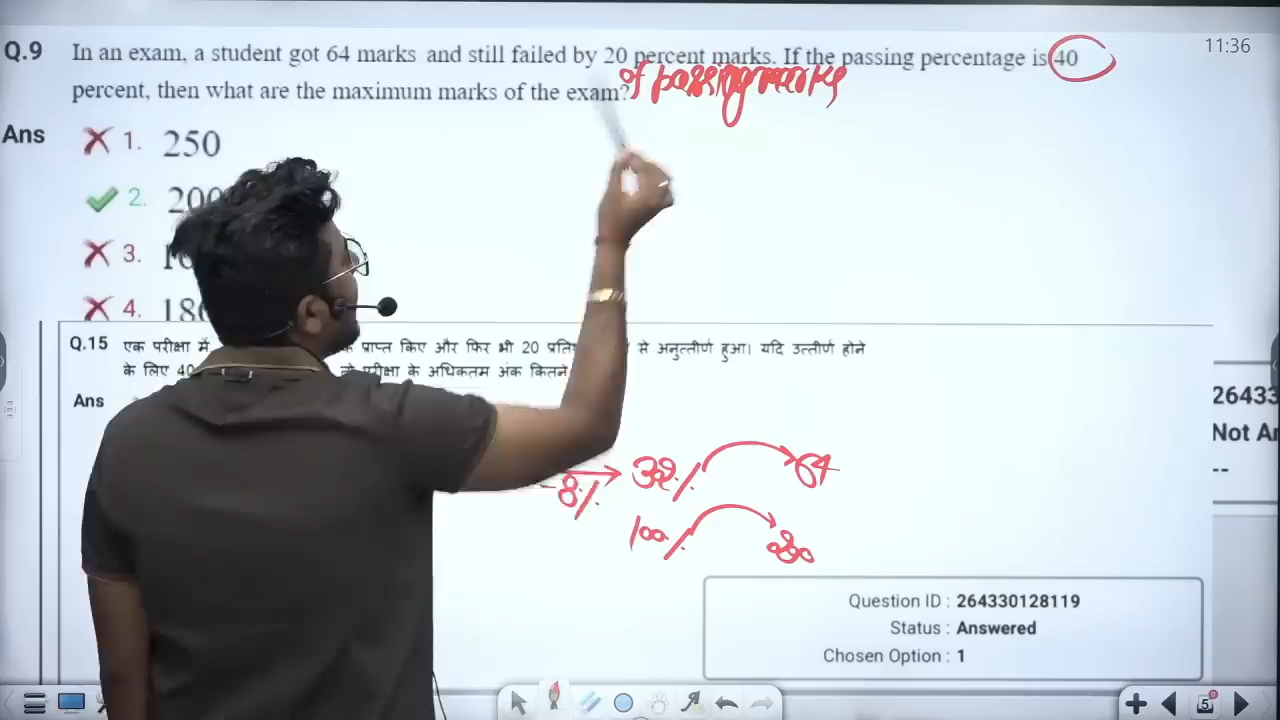 11:36
Q.9 In an exam, a student got 64 marks and still failed by 20 percent marks. If the passing percentage is 40
of passing marks
percent, then what are the maximum marks of the exam?
Ans
1. 250
2. 200
3.
4. 180
Q.15 एक परीक्षा में प्राप्त किए और फिर भी 20 से अनुत्तीर्ण हुआ। यदि उत्तीर्ण होने
के लिए 40 तो परीक्षा के अधिकतम अंक कितने
Ans
26433
Not An
--
-8% 32% 64
100% 200
Question ID : 264330128119
Status : Answered
Chosen Option : 1
5